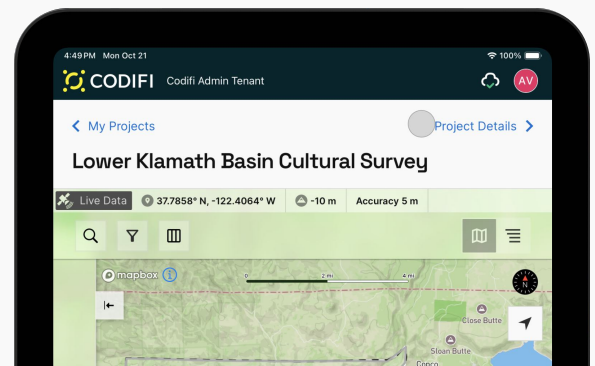 4:49 PM Mon Oct 21 100%
CODIFI Codifi Admin Tenant AV
My Projects Project Details
Lower Klamath Basin Cultural Survey
Live Data 37.7858° N, -122.4064° W -10 m Accuracy 5 m
mapbox i 0 2 mi 4 mi N
Close Butte
Sloan Butte
Copco